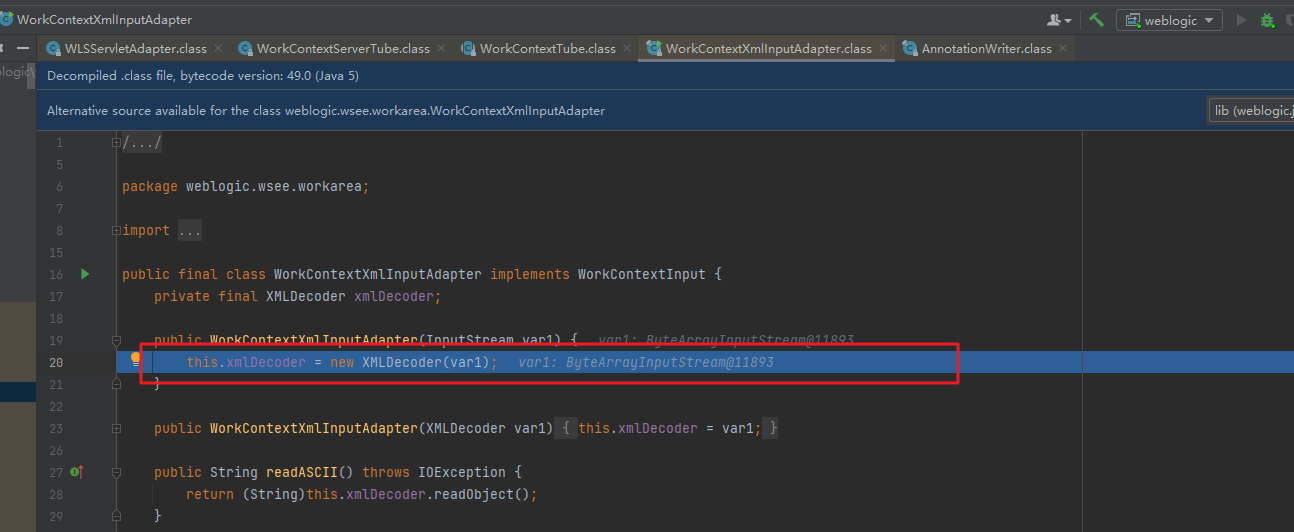 WorkContextXmlInputAdapter
weblogic
WLSServletAdapter.class × WorkContextServerTube.class × WorkContextTube.class × WorkContextXmlInputAdapter.class × AnnotationWriter.class ×
Decompiled .class file, bytecode version: 49.0 (Java 5)
Alternative source available for the class weblogic.wsee.workarea.WorkContextXmlInputAdapter
lib (weblogic.j
1 /.../
5
6 package weblogic.wsee.workarea;
7
8 import ...
15
16 public final class WorkContextXmlInputAdapter implements WorkContextInput {
17 private final XMLDecoder xmlDecoder;
18
19 public WorkContextXmlInputAdapter(InputStream var1) { var1: ByteArrayInputStream@11893
20 this.xmlDecoder = new XMLDecoder(var1); var1: ByteArrayInputStream@11893
21 }
22
23 public WorkContextXmlInputAdapter(XMLDecoder var1) { this.xmlDecoder = var1; }
26
27 public String readASCII() throws IOException {
28 return (String)this.xmlDecoder.readObject();
29 }